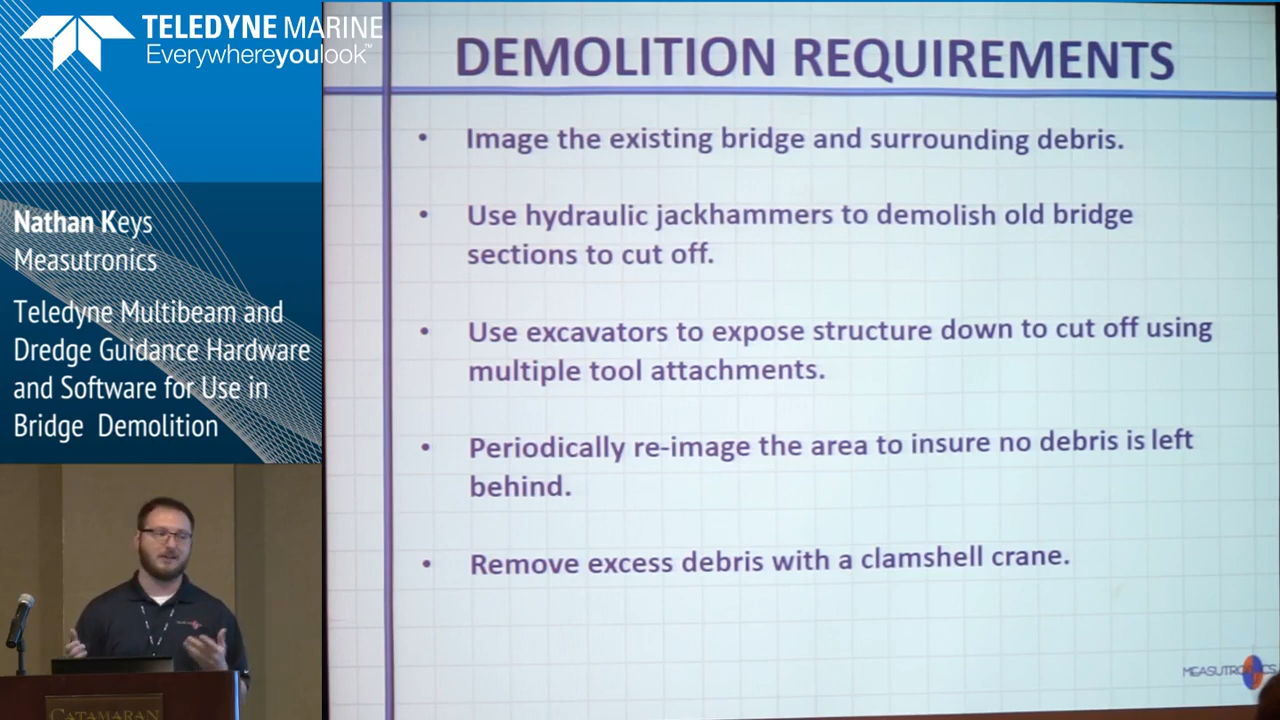 TELEDYNE MARINE
Everywhereyoulook™
Nathan Keys
Measutronics
Teledyne Multibeam and
Dredge Guidance Hardware
and Software for Use in
Bridge Demolition
DEMOLITION REQUIREMENTS
• Image the existing bridge and surrounding debris.
• Use hydraulic jackhammers to demolish old bridge
sections to cut off.
• Use excavators to expose structure down to cut off using
multiple tool attachments.
• Periodically re-image the area to insure no debris is left
behind.
• Remove excess debris with a clamshell crane.
MEASUTRONICS
CATAMARAN